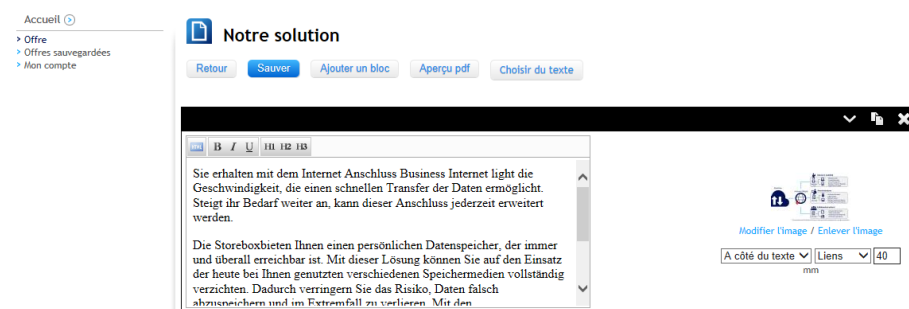 Accueil
Offre
Offres sauvegardées
Mon compte
Notre solution
Retour Sauver Ajouter un bloc Aperçu pdf Choisir du texte
B I U H1 H2 H3
Sie erhalten mit dem Internet Anschluss Business Internet light die
Geschwindigkeit, die einen schnellen Transfer der Daten ermöglicht.
Steigt ihr Bedarf weiter an, kann dieser Anschluss jederzeit erweitert
werden.
Die Storeboxbieten Ihnen einen persönlichen Datenspeicher, der immer
und überall erreichbar ist. Mit dieser Lösung können Sie auf den Einsatz
der heute bei Ihnen genutzten verschiedenen Speichermedien vollständig
verzichten. Dadurch verringern Sie das Risiko, Daten falsch
abzuspeichern und im Extremfall zu verlieren. Mit den
Modifier l'image / Enlever l'image
A côté du texte Liens 40
mm